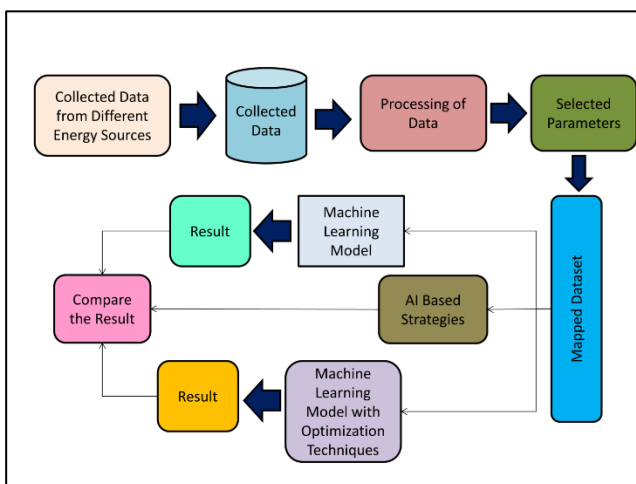 Collected Data
from Different
Energy Sources
Collected
Data
Processing of
Data
Selected
Parameters
Result
Machine
Learning
Model
Mapped Dataset
Compare
the Result
AI Based
Strategies
Result
Machine
Learning
Model with
Optimization
Techniques